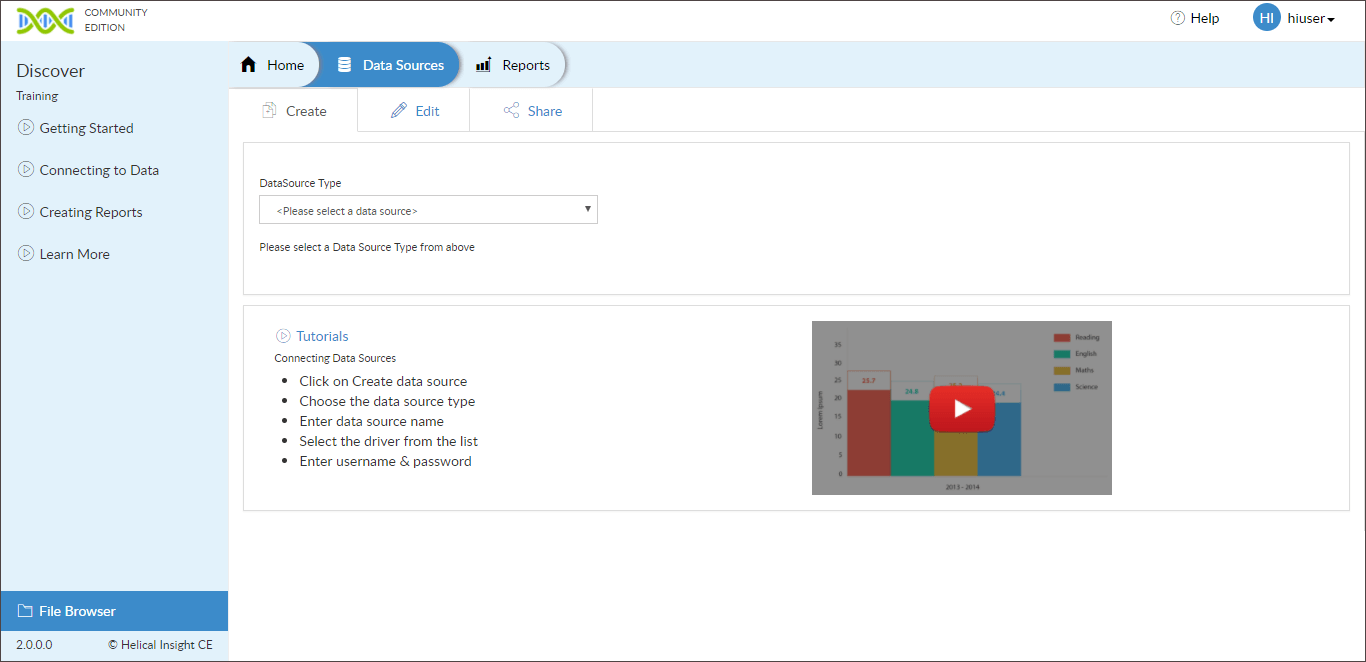 COMMUNITY
EDITION
Help
HI
hiuser
Discover
Training
Getting Started
Connecting to Data
Creating Reports
Learn More
Home
Data Sources
Reports
Create
Edit
Share
DataSource Type
<Please select a data source>
Please select a Data Source Type from above
Tutorials
Connecting Data Sources
Click on Create data source
Choose the data source type
Enter data source name
Select the driver from the list
Enter username & password
35
30
25
20
15
10
5
0
Lorem Ipsum
23.7
24.8
2013 - 2014
Reading
English
Maths
Science
File Browser
2.0.0.0
© Helical Insight CE